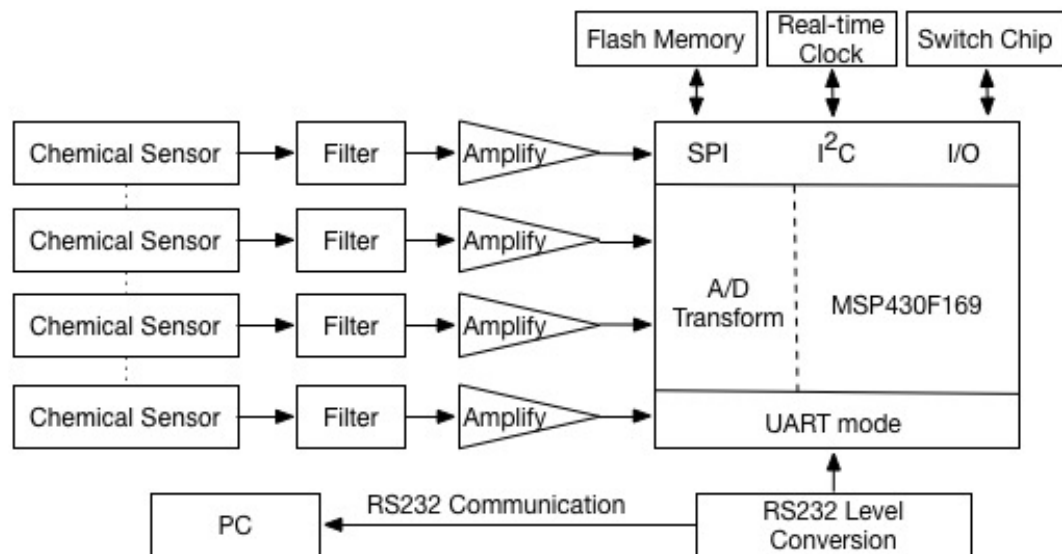 Flash Memory
Real-time
Clock
Switch Chip
Chemical Sensor
Filter
Amplify
SPI
I²C
I/O
Chemical Sensor
Filter
Amplify
Chemical Sensor
Filter
Amplify
A/D
Transform
MSP430F169
Chemical Sensor
Filter
Amplify
UART mode
PC
RS232 Communication
RS232 Level
Conversion